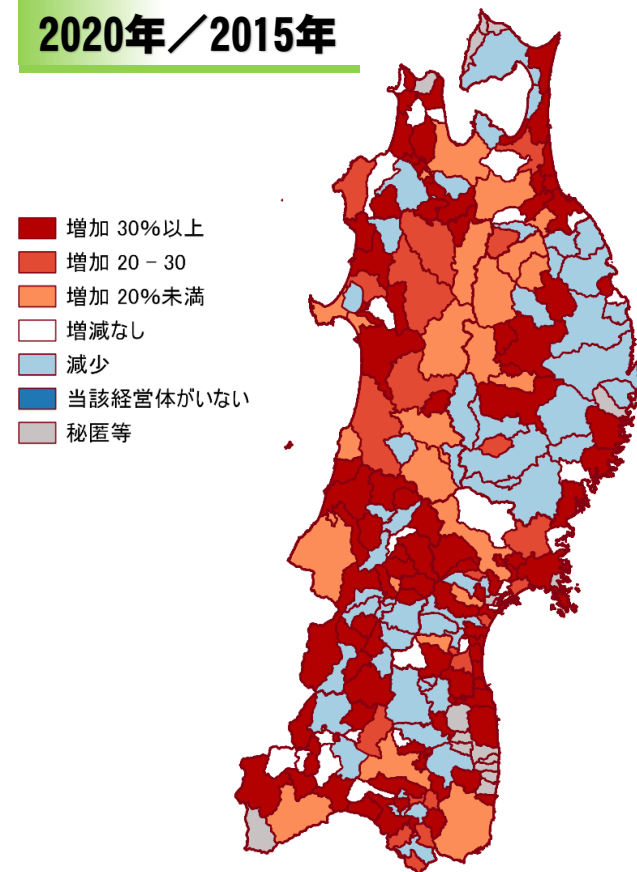 2020年／2015年
増加 30%以上
増加 20－30
増加 20%未満
増減なし
減少
当該経営体がいない
秘匿等